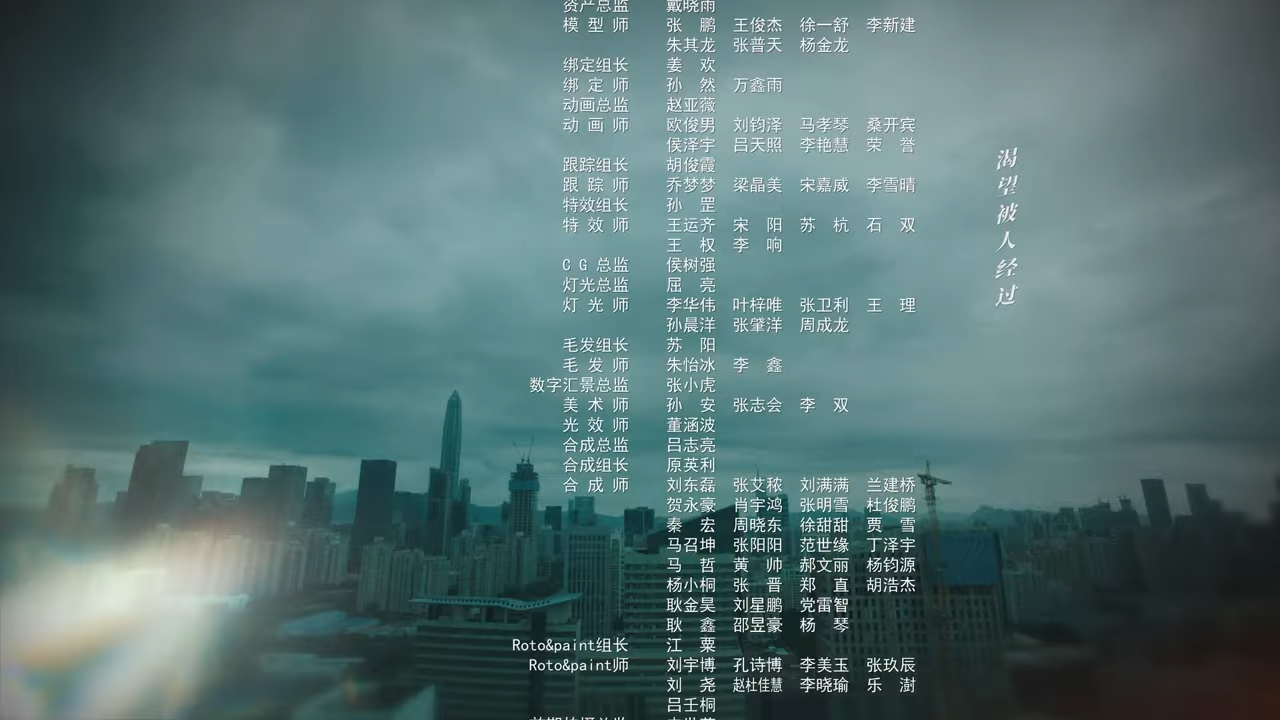 资产总监 戴晓雨
模型师 张鹏 王俊杰 徐一舒 李新建
朱其龙 张普天 杨金龙
绑定组长 姜欢
绑定师 孙然 万鑫雨
动画总监 赵亚薇
动画师 欧俊男 刘钧泽 马孝琴 桑开宾
侯泽宇 吕天照 李艳慧 荣誉
跟踪组长 胡俊霞
跟踪师 乔梦梦 梁晶美 宋嘉威 李雪晴
特效组长 孙罡
特效师 王运齐 宋阳 苏杭 石双
王权 李响
CG总监 侯树强
灯光总监 屈亮
灯光师 李华伟 叶梓唯 张卫利 王理
孙晨洋 张肇洋 周成龙
毛发组长 苏阳
毛发师 朱怡冰 李鑫
数字汇景总监 张小虎
美术师 孙安 张志会 李双
光效师 董涵波
合成总监 吕志亮
合成组长 原英利
合成师 刘东磊 张艾秾 刘满满 兰建桥
贺永豪 肖宇鸿 张明雪 杜俊鹏
秦宏 周晓东 徐甜甜 贾雪
马召坤 张阳阳 范世缘 丁泽宇
马哲 黄帅 郝文丽 杨钧源
杨小桐 张晋 郑直 胡浩杰
耿金昊 刘星鹏 党雷智
耿鑫 邵昱豪 杨琴
Roto&paint组长 江粟
Roto&paint师 刘宇博 孔诗博 李美玉 张玖辰
刘尧 赵杜佳慧 李晓瑜 乐澍
吕壬桐
渴望被人经过